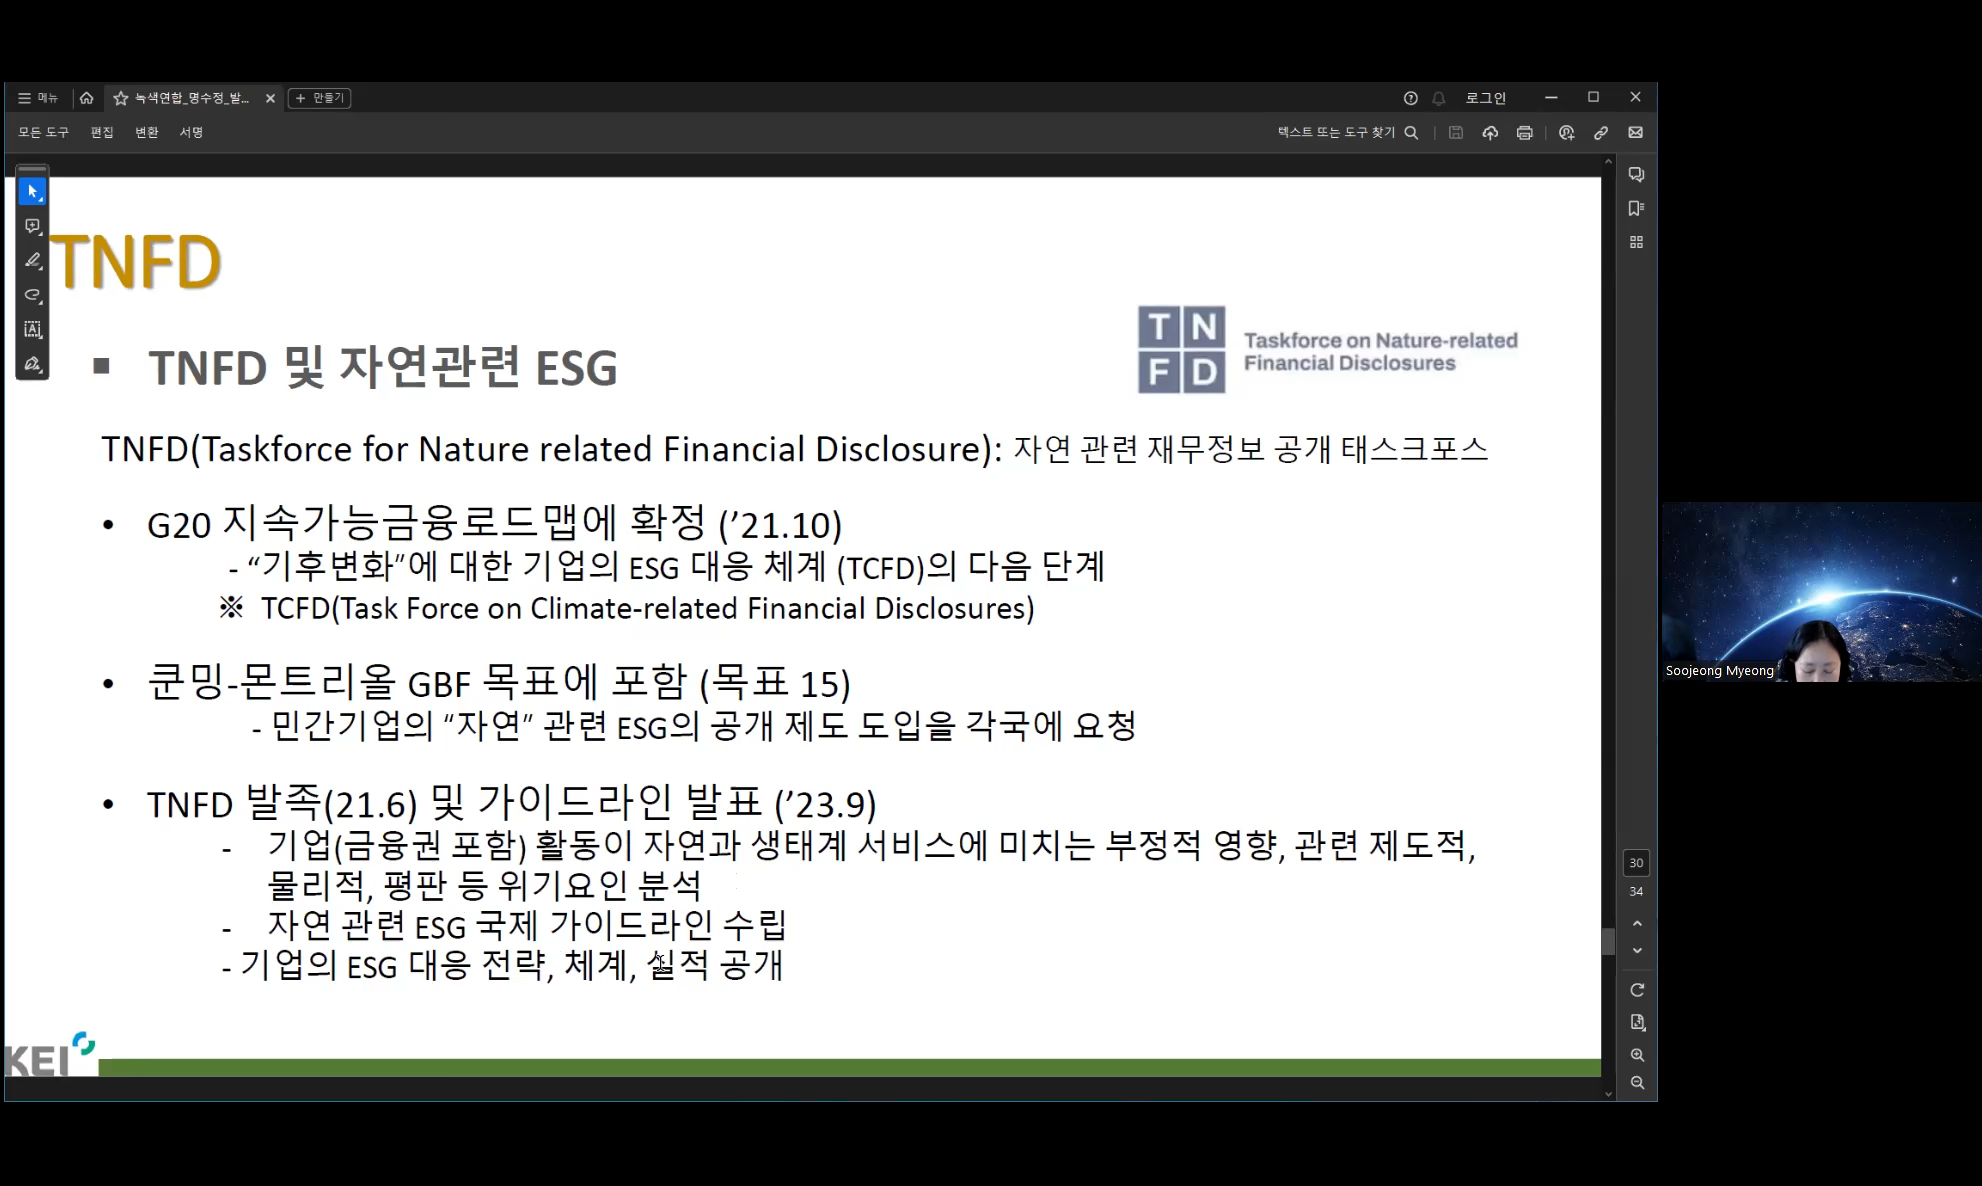 메뉴
녹색연합_명수정_발...
만들기
로그인
모든 도구 편집 변환 서명
텍스트 또는 도구 찾기
TNFD
TNFD 및 자연관련 ESG
T N
F D
Taskforce on Nature-related
Financial Disclosures
TNFD(Taskforce for Nature related Financial Disclosure): 자연 관련 재무정보 공개 태스크포스
• G20 지속가능금융로드맵에 확정 (’21.10)
- “기후변화”에 대한 기업의 ESG 대응 체계 (TCFD)의 다음 단계
※ TCFD(Task Force on Climate-related Financial Disclosures)
• 쿤밍-몬트리올 GBF 목표에 포함 (목표 15)
- 민간기업의 “자연” 관련 ESG의 공개 제도 도입을 각국에 요청
• TNFD 발족(21.6) 및 가이드라인 발표 (’23.9)
- 기업(금융권 포함) 활동이 자연과 생태계 서비스에 미치는 부정적 영향, 관련 제도적,
물리적, 평판 등 위기요인 분석
- 자연 관련 ESG 국제 가이드라인 수립
- 기업의 ESG 대응 전략, 체계, 실적 공개
KEI
30
34
Soojeong Myeong